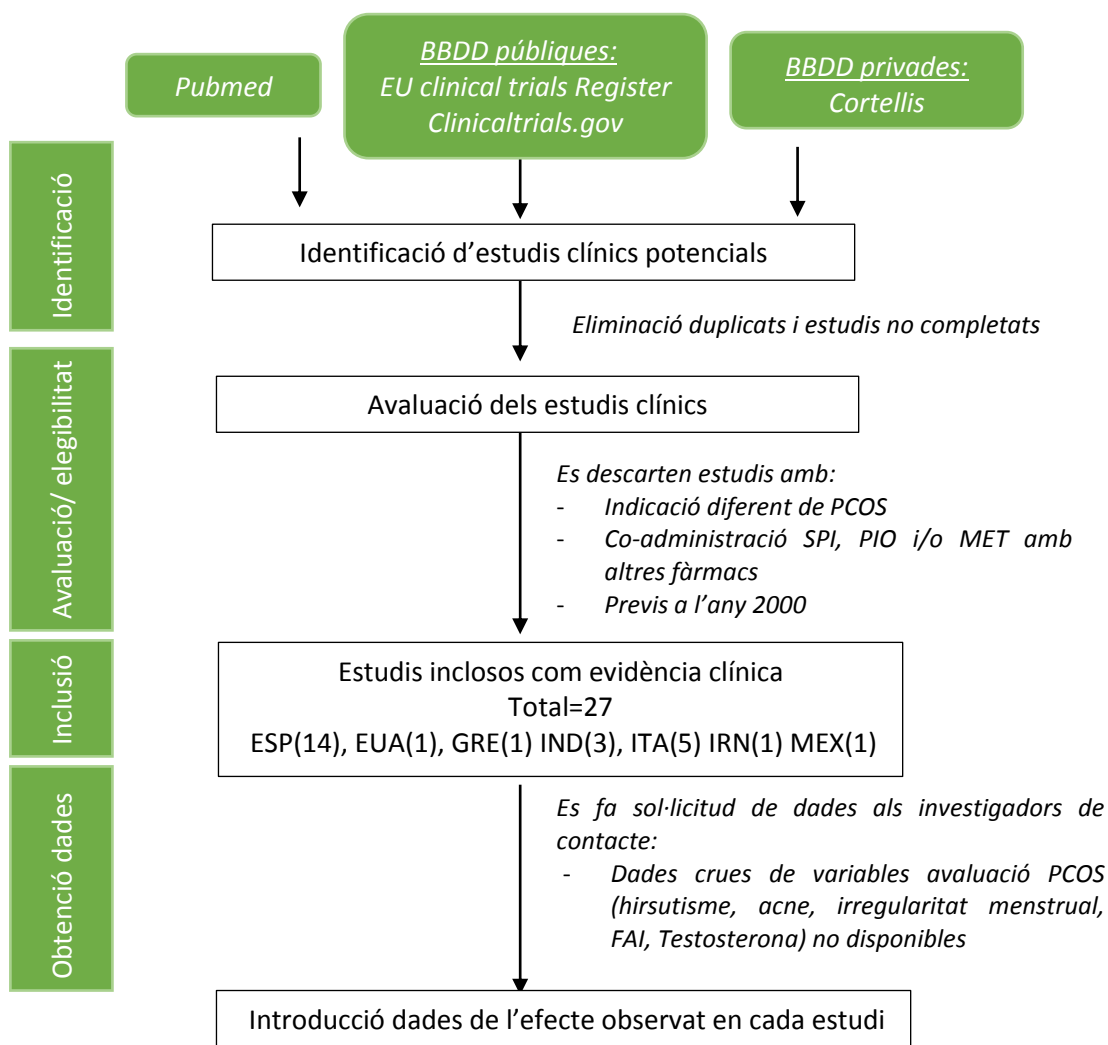 Pubmed
BBDD públiques:
EU clinical trials Register
Clinicaltrials.gov
BBDD privades:
Cortellis
Identificació
Identificació d'estudis clínics potencials
Eliminació duplicats i estudis no completats
Avaluació/ elegibilitat
Avaluació dels estudis clínics
Es descarten estudis amb:
- Indicació diferent de PCOS
- Co-administració SPI, PIO i/o MET amb
altres fàrmacs
- Previs a l'any 2000
Inclusió
Estudis inclosos com evidència clínica
Total=27
ESP(14), EUA(1), GRE(1) IND(3), ITA(5) IRN(1) MEX(1)
Obtenció dades
Es fa sol·licitud de dades als investigadors de
contacte:
- Dades crues de variables avaluació PCOS
(hirsutisme, acne, irregularitat menstrual,
FAI, Testosterona) no disponibles
Introducció dades de l'efecte observat en cada estudi